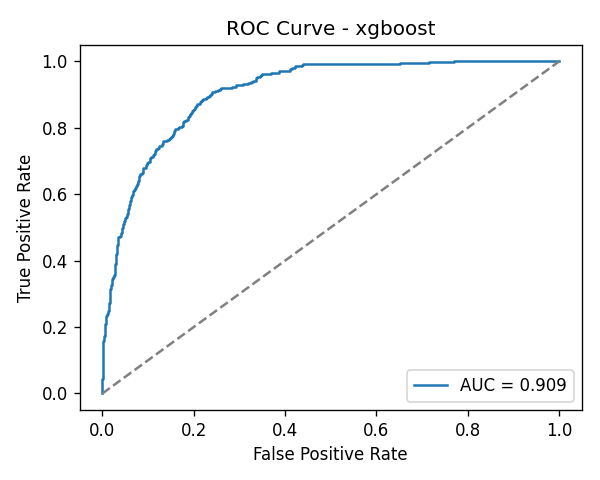 ROC Curve - xgboost
True Positive Rate
1.0
0.8
0.6
0.4
0.2
0.0
AUC = 0.909
0.0 0.2 0.4 0.6 0.8 1.0
False Positive Rate